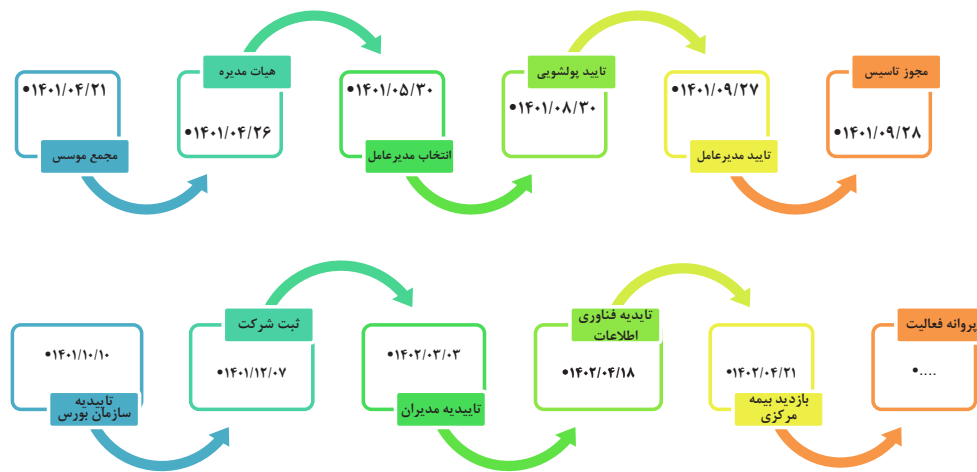 •۱۴۰۱/۰۴/۲۱
مجمع موسس
هیات مدیره
•۱۴۰۱/۰۴/۲۶
•۱۴۰۱/۰۵/۳۰
انتخاب مدیرعامل
تایید پولشویی
•۱۴۰۱/۰۸/۳۰
•۱۴۰۱/۰۹/۲۷
تایید مدیرعامل
مجوز تاسیس
•۱۴۰۱/۰۹/۲۸
•۱۴۰۱/۱۰/۱۰
تاییدیه
سازمان بورس
ثبت شرکت
•۱۴۰۱/۱۲/۰۷
•۱۴۰۲/۰۳/۰۳
تاییدیه مدیران
تایدیه فناوری
اطلاعات
•۱۴۰۲/۰۴/۱۸
•۱۴۰۲/۰۴/۲۱
بازدید بیمه
مرکزی
پروانه فعالیت
•....